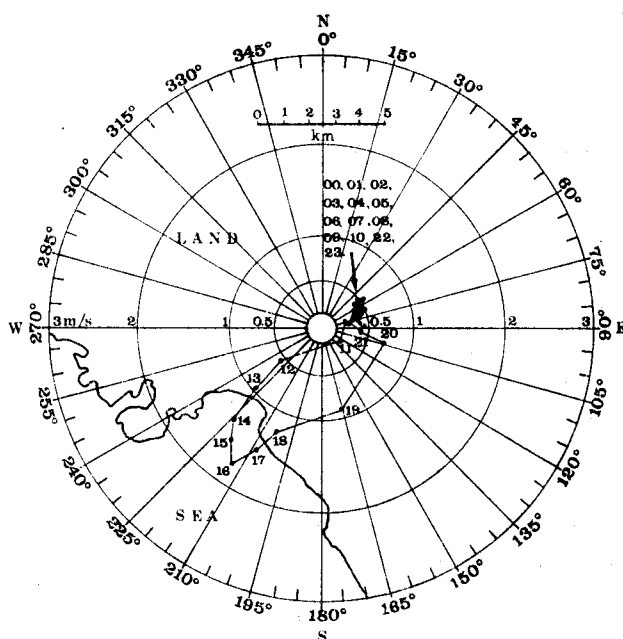 N
0°
345° 15°
330° 30°
315° 45°
0 1 2 3 4 5
km
300° 60°
00, 01, 02,
03, 04, 05,
06, 07, 08,
09, 10, 22,
23.
LAND
285° 75°
W 270° 3 m/s 2 1 0.5 0.5 1 2 3 90° E
20
21
11
12
13
255° 105°
14 19
15 18
16 17
240° 120°
SEA
225° 135°
210° 150°
195° 165°
180°
S